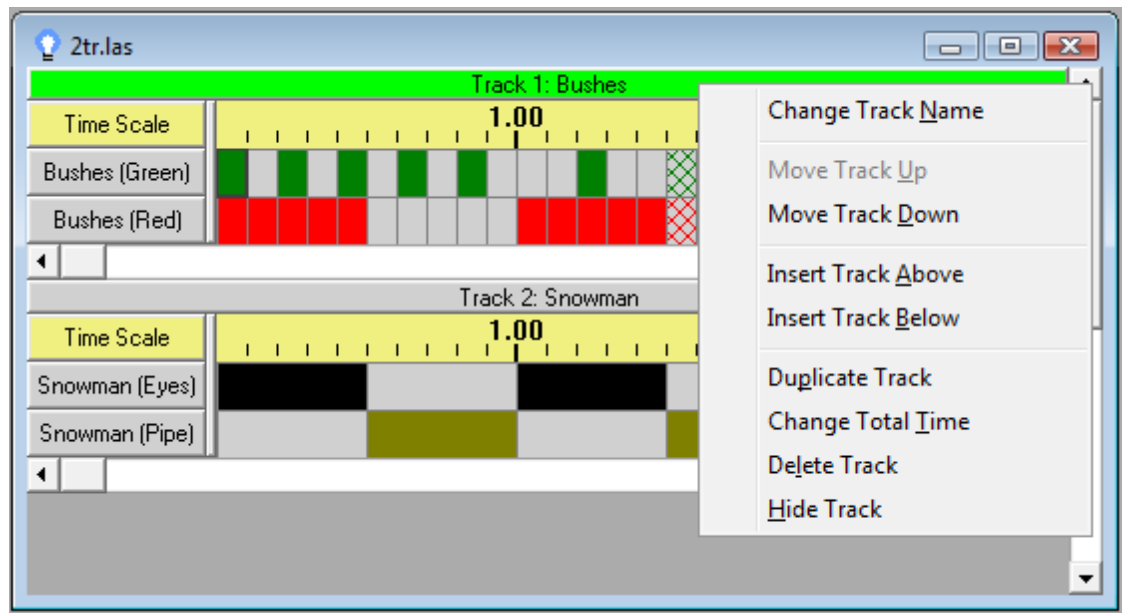 2tr.las
Track 1: Bushes
Time Scale
1.00
Bushes (Green)
Bushes (Red)
Track 2: Snowman
Time Scale
1.00
Snowman (Eyes)
Snowman (Pipe)
Change Track Name
Move Track Up
Move Track Down
Insert Track Above
Insert Track Below
Duplicate Track
Change Total Time
Delete Track
Hide Track